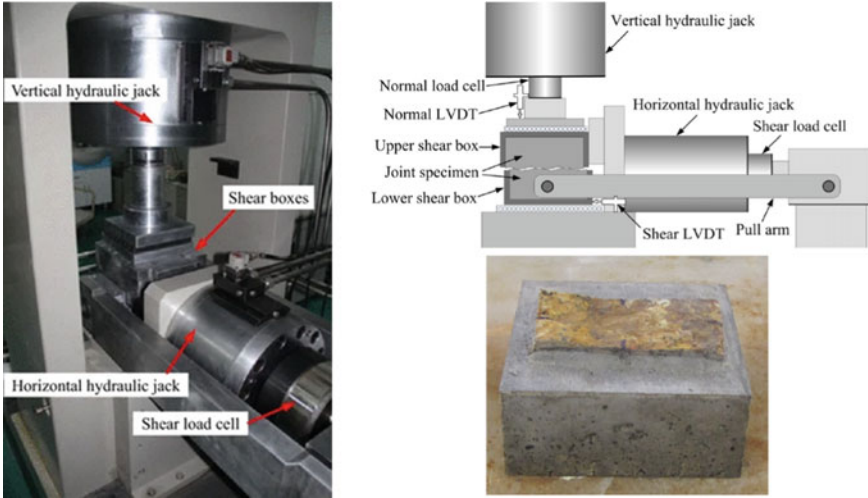 Vertical hydraulic jack
Shear boxes
Horizontal hydraulic jack
Shear load cell
Vertical hydraulic jack
Normal load cell
Normal LVDT
Horizontal hydraulic jack
Shear load cell
Upper shear box
Joint specimen
Lower shear box
Shear LVDT
Pull arm